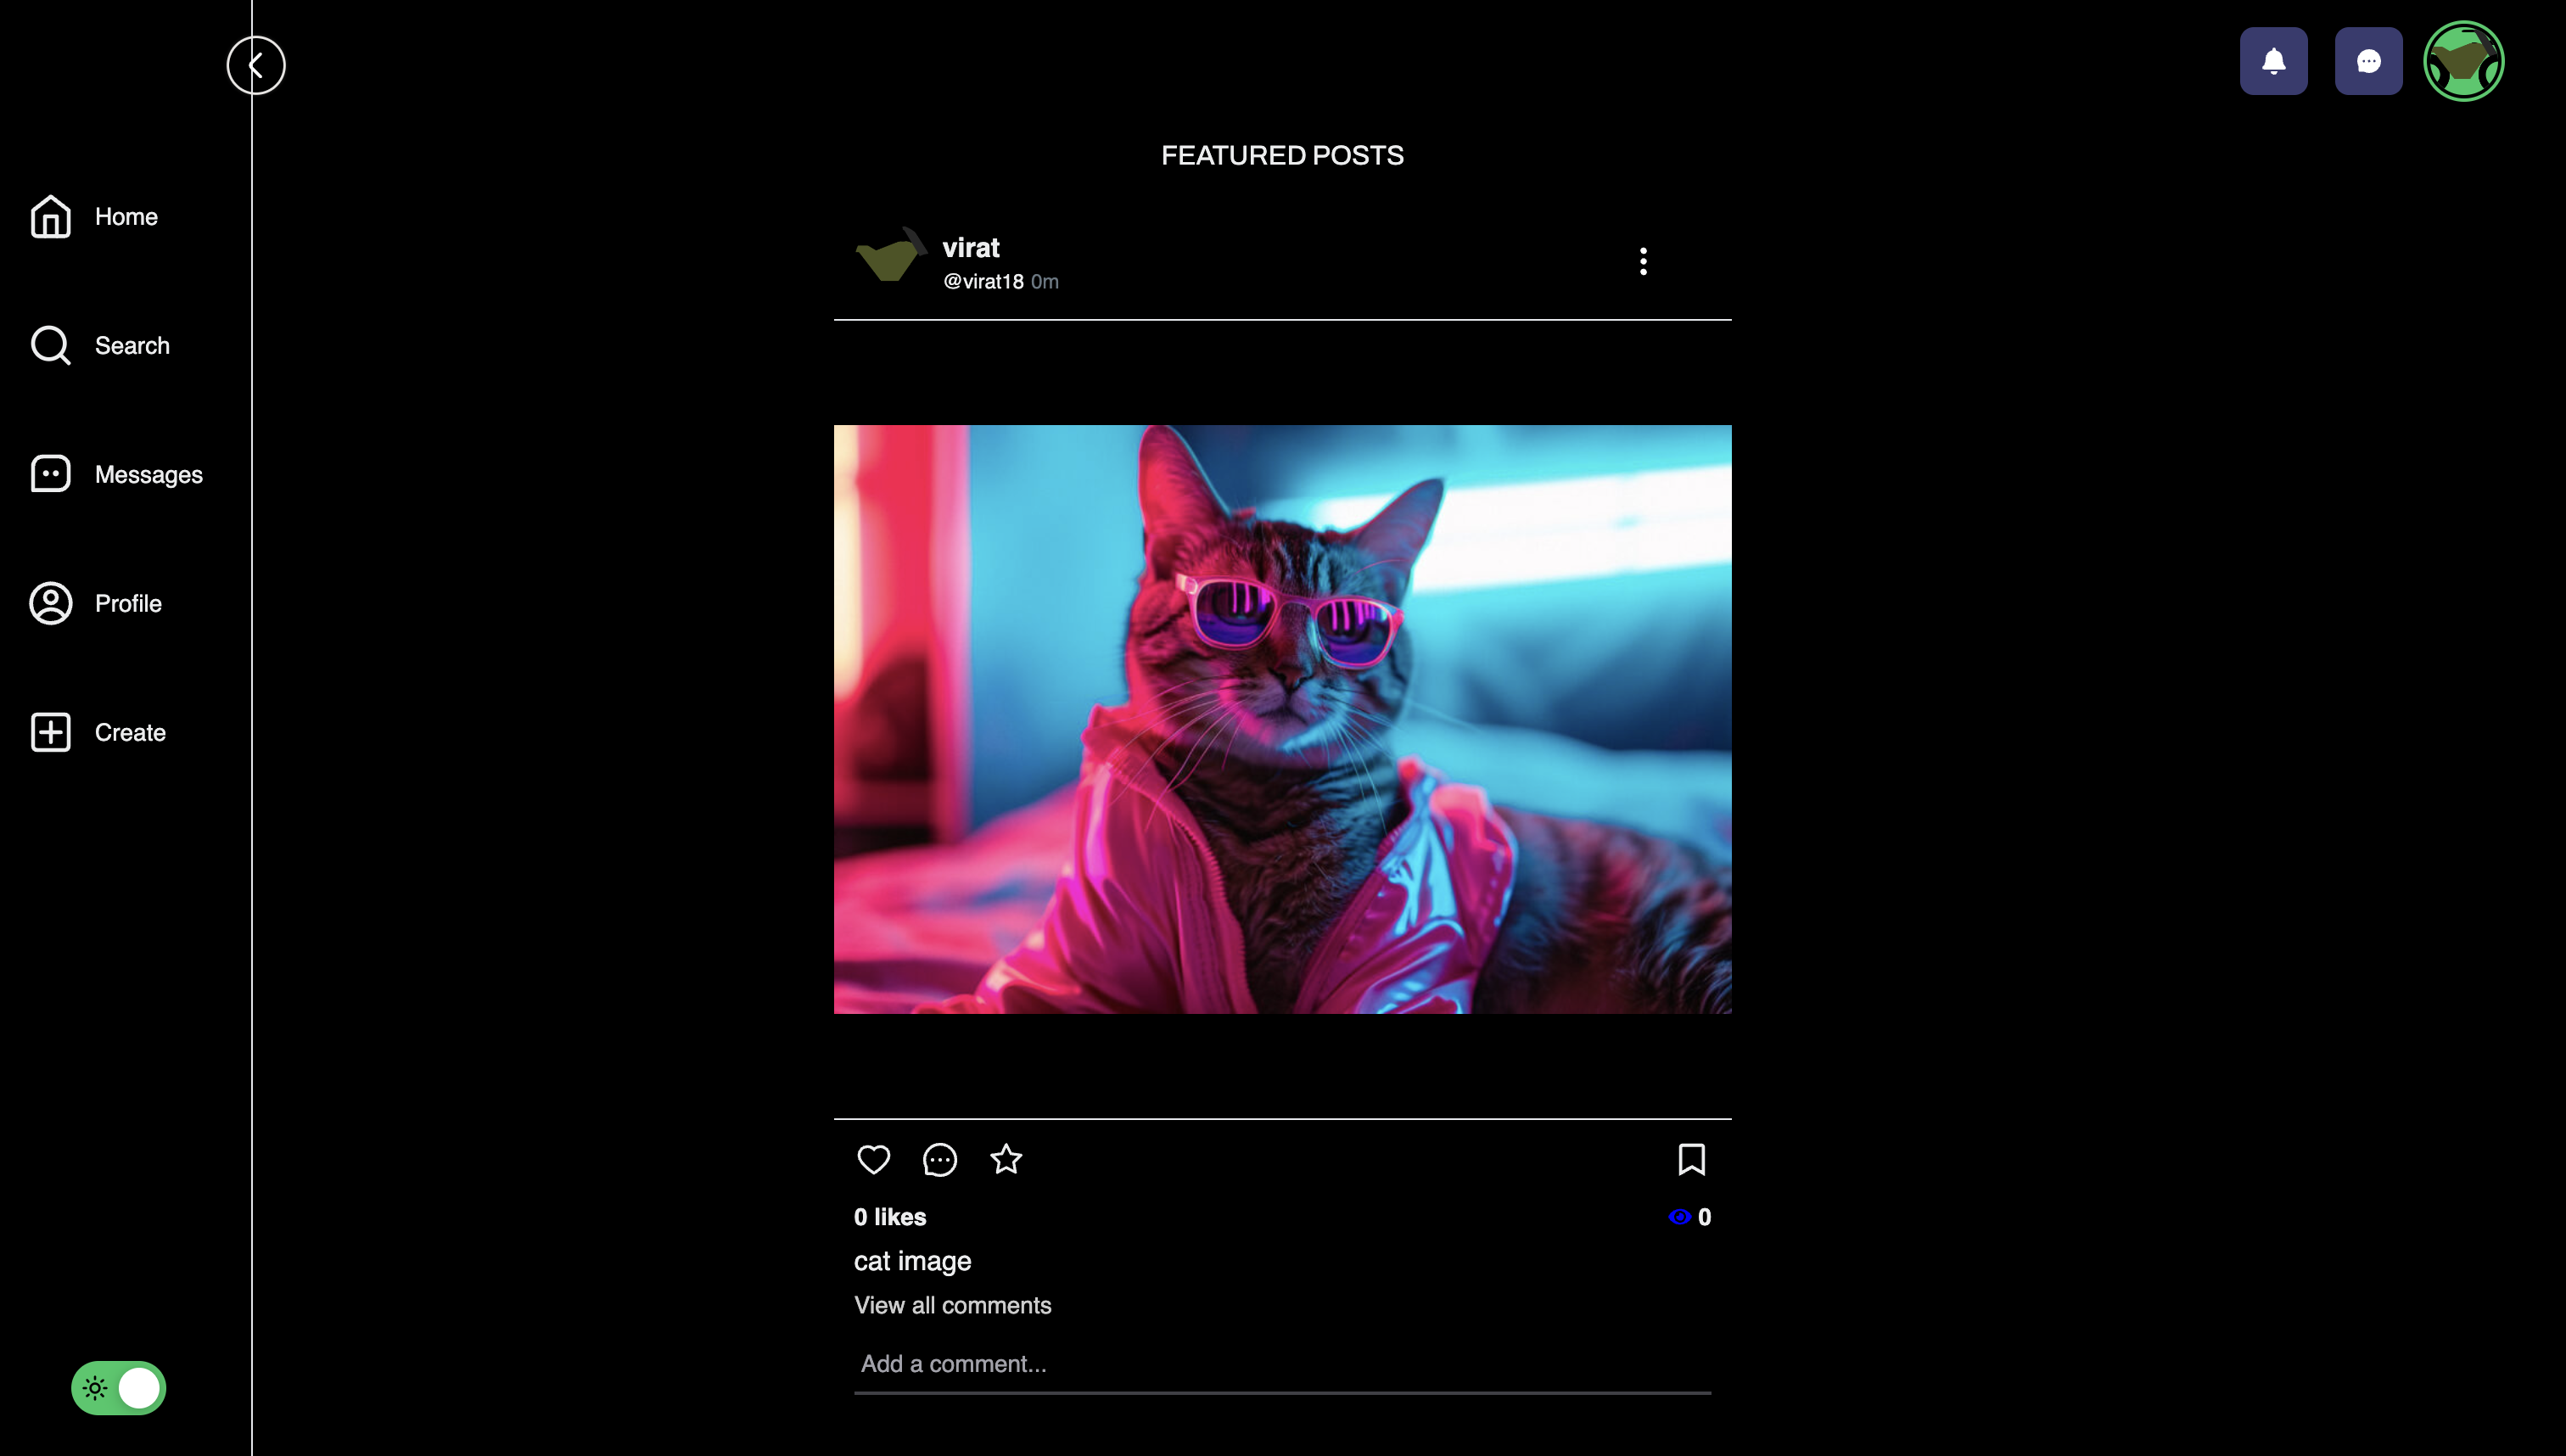 FEATURED POSTS
Home
Search
Messages
Profile
Create
virat
@virat18 0m
0 likes
0
cat image
View all comments
Add a comment...